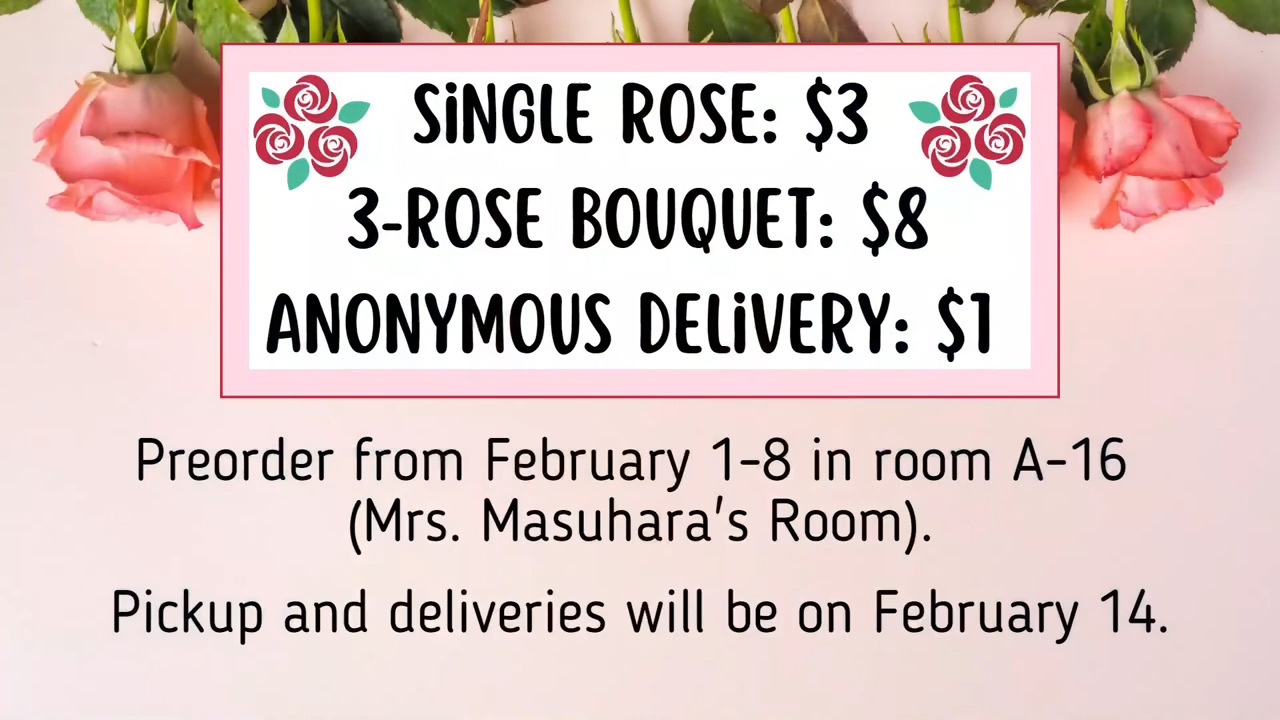 SINGLE ROSE: $3
3-ROSE BOUQUET: $8
ANONYMOUS DELIVERY: $1
Preorder from February 1-8 in room A-16
(Mrs. Masuhara's Room).
Pickup and deliveries will be on February 14.